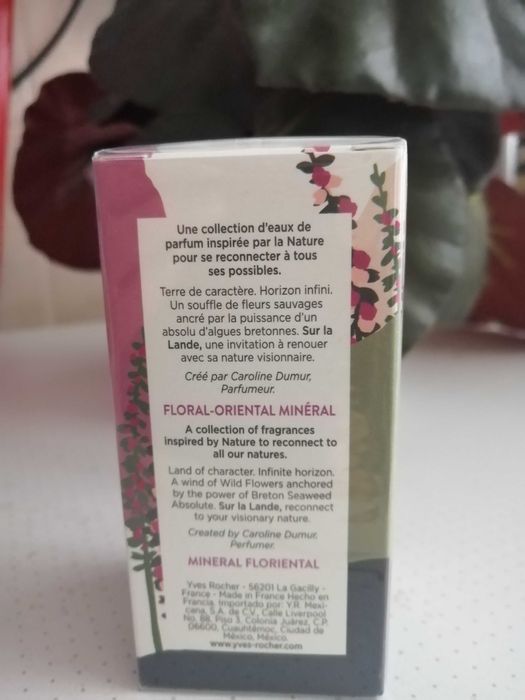 Une collection d'eaux de
parfum inspirée par la Nature
pour se reconnecter à tous
ses possibles.
Terre de caractère. Horizon infini.
Un souffle de fleurs sauvages
ancré par la puissance d'un
absolu d'algues bretonnes. Sur la
Lande, une invitation à renouer
avec sa nature visionnaire.
Créé par Caroline Dumur,
Parfumeur.
FLORAL-ORIENTAL MINÉRAL
A collection of fragrances
inspired by Nature to reconnect to
all our natures.
Land of character. Infinite horizon.
A wind of Wild Flowers anchored
by the power of Breton Seaweed
Absolute. Sur la Lande, reconnect
to your visionary nature.
Created by Caroline Dumur,
Perfumer.
MINERAL FLORIENTAL
Yves Rocher - 56201 La Gacilly -
France - Made in France Hecho en
Francia. Importado por: Y.R. Mexi-
cana, S.A. de C.V., Calle Liverpool
No. 88, Piso 3, Colonia Juárez, C.P.
06600, Cuauhtémoc, Ciudad de
México, México.
www.yves-rocher.com